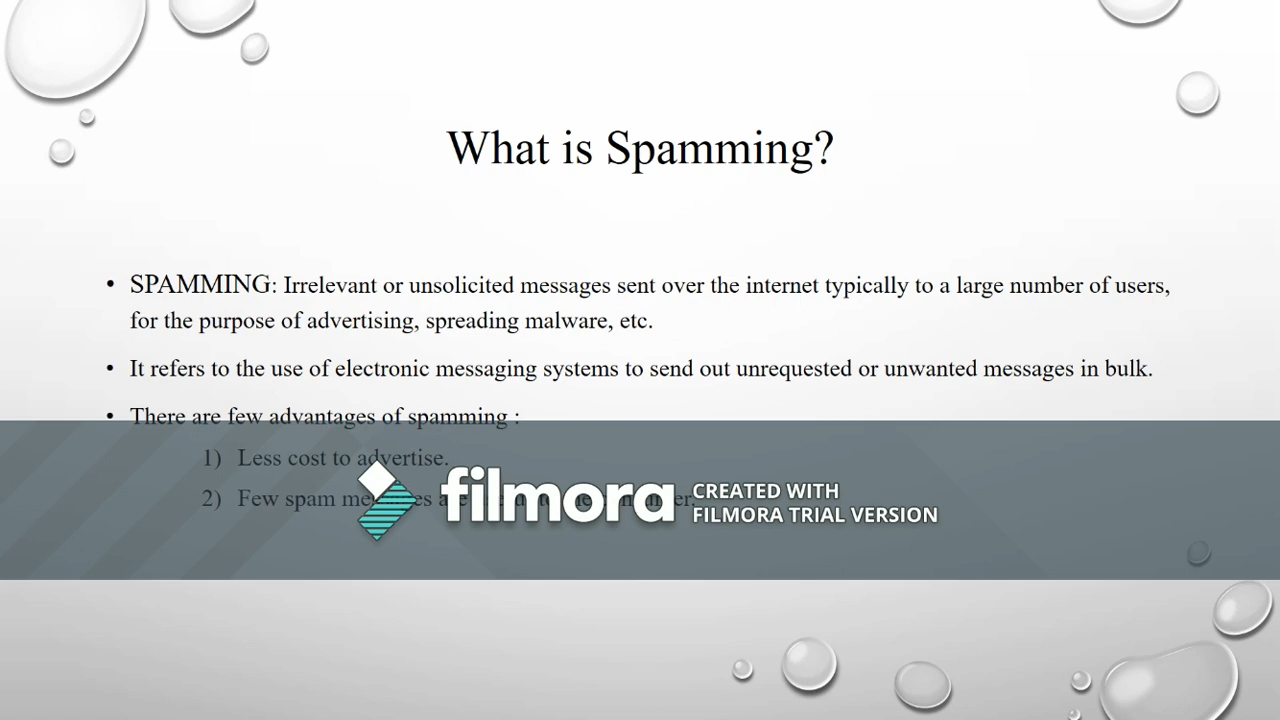 What is Spamming?
• SPAMMING: Irrelevant or unsolicited messages sent over the internet typically to a large number of users,
for the purpose of advertising, spreading malware, etc.
• It refers to the use of electronic messaging systems to send out unrequested or unwanted messages in bulk.
• There are few advantages of spamming :
1) Less cost to advertise.
2) Few spam
filmora CREATED WITH
FILMORA TRIAL VERSION